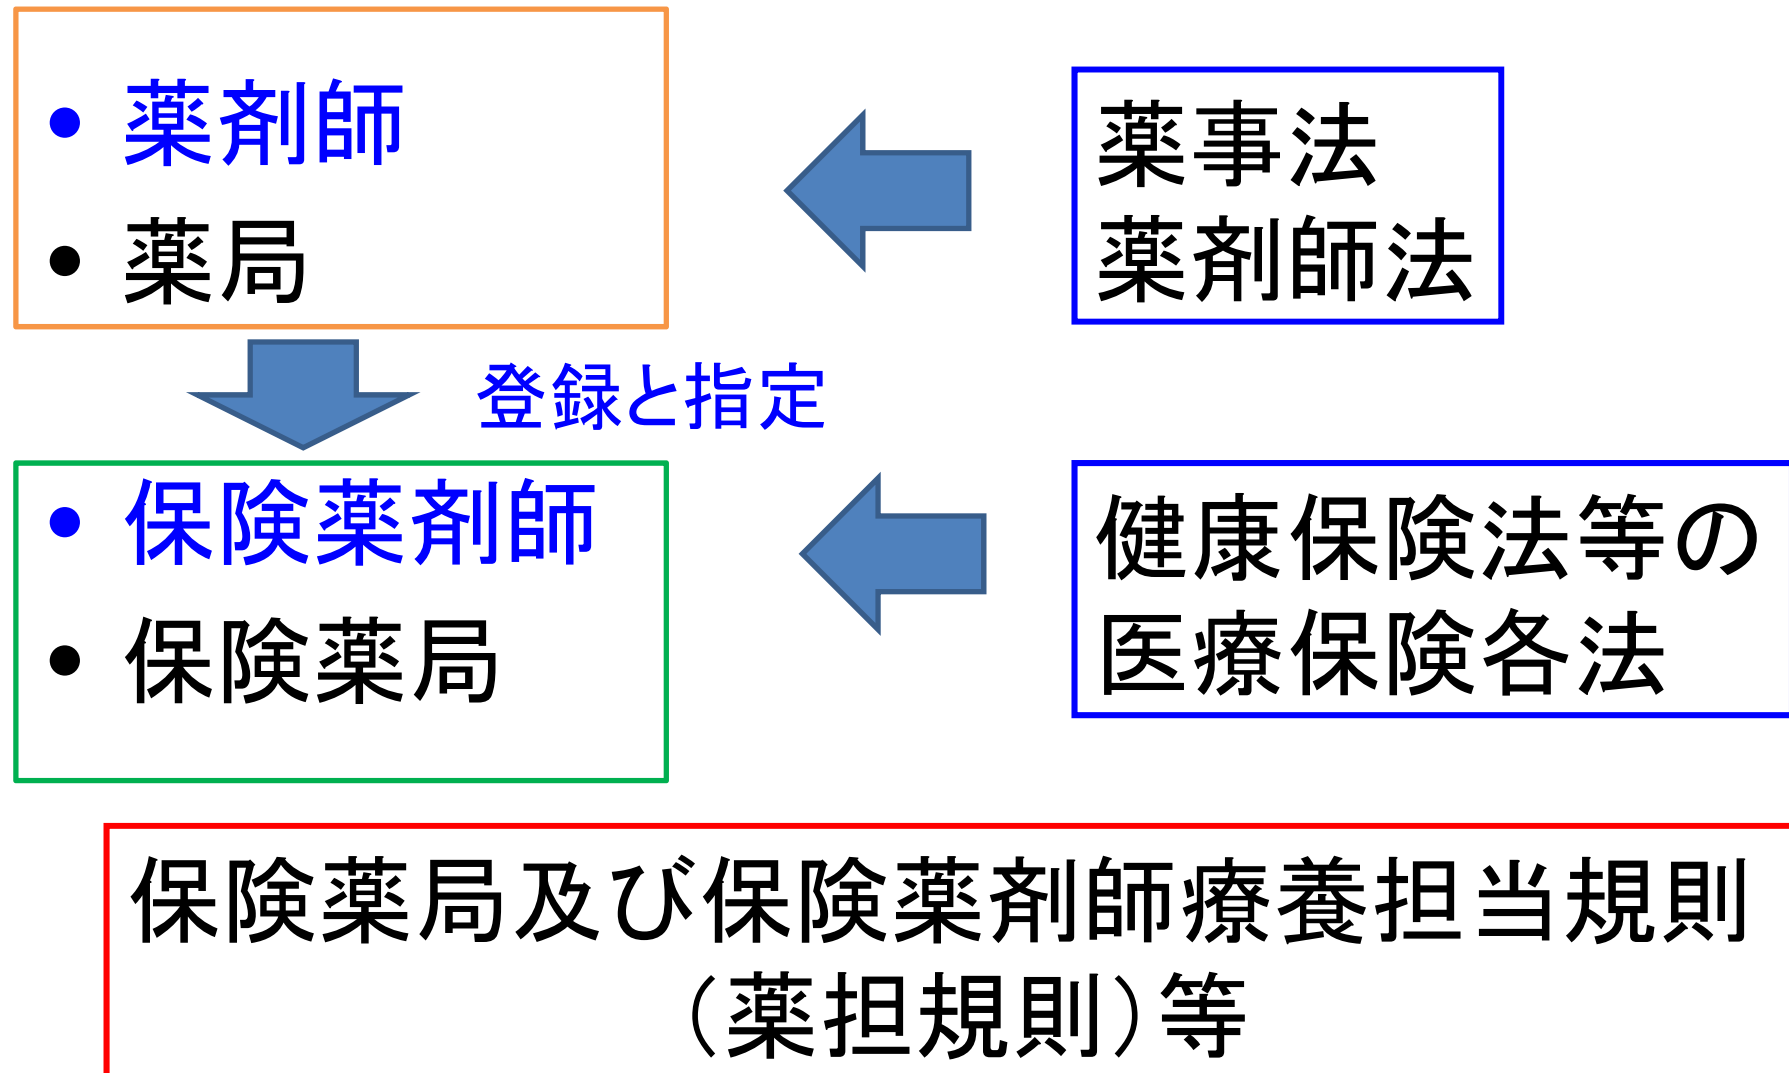 • 薬剤師
• 薬局
薬事法
薬剤師法
登録と指定
• 保険薬剤師
• 保険薬局
健康保険法等の
医療保険各法
保険薬局及び保険薬剤師療養担当規則
（薬担規則）等